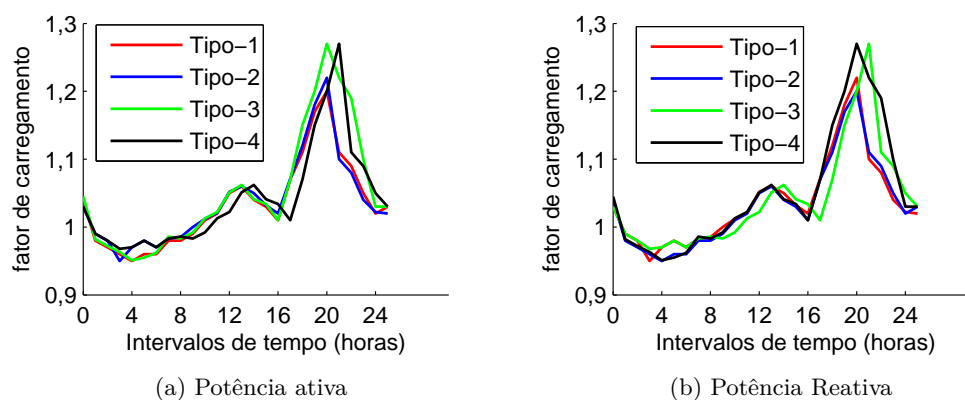 1,3
1,2
1,1
1
0,9
fator de carregamento
Tipo−1
Tipo−2
Tipo−3
Tipo−4
0 4 8 12 16 20 24
Intervalos de tempo (horas)
(a) Potência ativa
1,3
1,2
1,1
1
0,9
fator de carregamento
Tipo−1
Tipo−2
Tipo−3
Tipo−4
0 4 8 12 16 20 24
Intervalos de tempo (horas)
(b) Potência Reativa